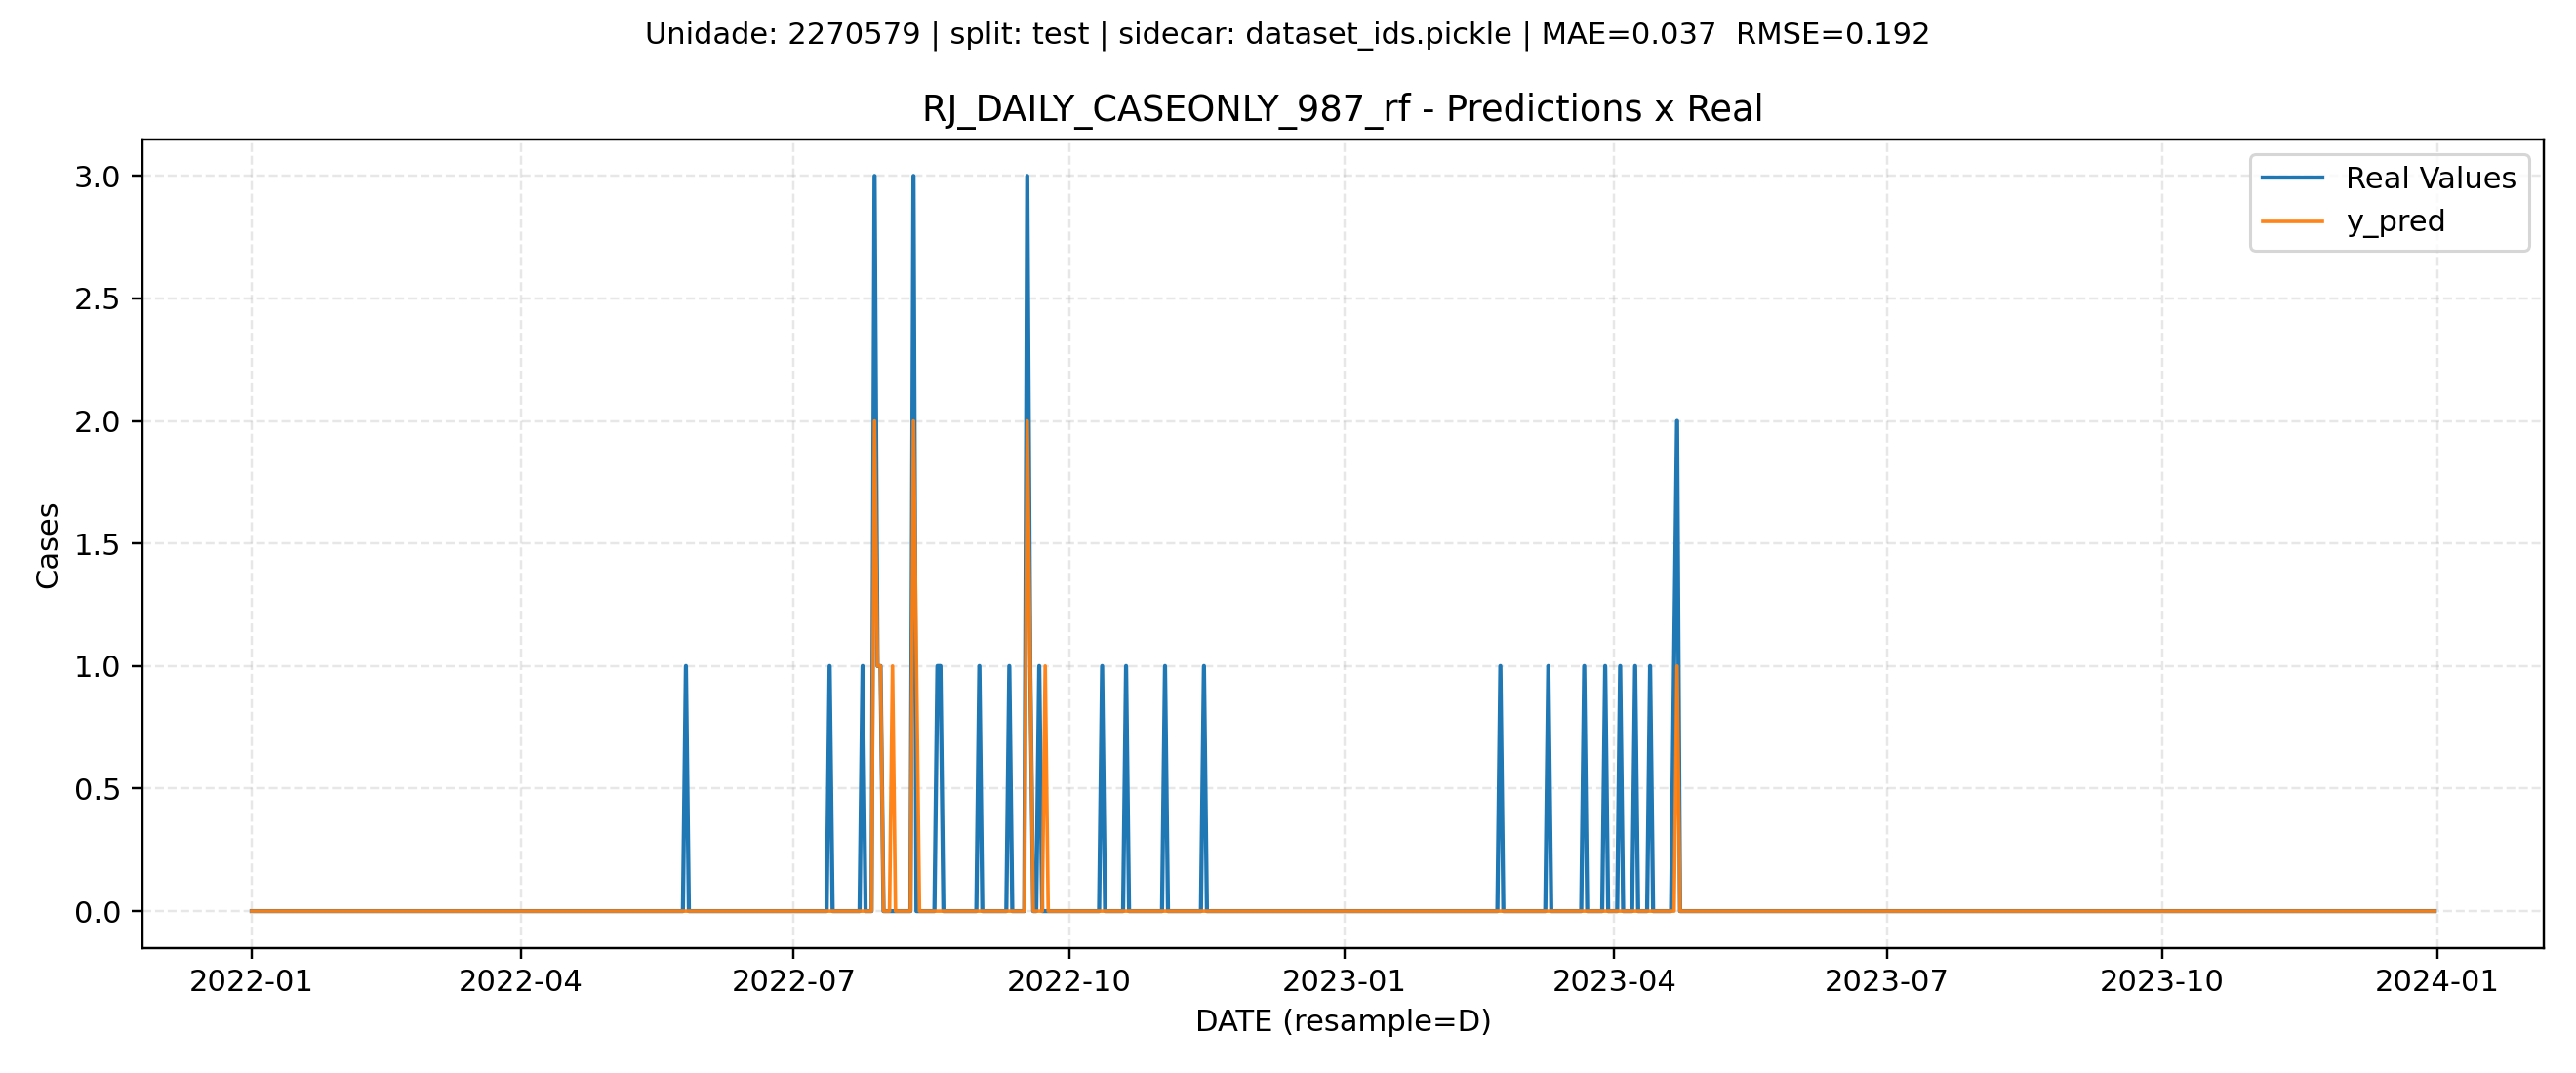 Unidade: 2270579 | split: test | sidecar: dataset_ids.pickle | MAE=0.037  RMSE=0.192
RJ_DAILY_CASEONLY_987_rf - Predictions x Real
Real Values
y_pred
Cases
3.0
2.5
2.0
1.5
1.0
0.5
0.0
2022-01
2022-04
2022-07
2022-10
2023-01
2023-04
2023-07
2023-10
2024-01
DATE (resample=D)